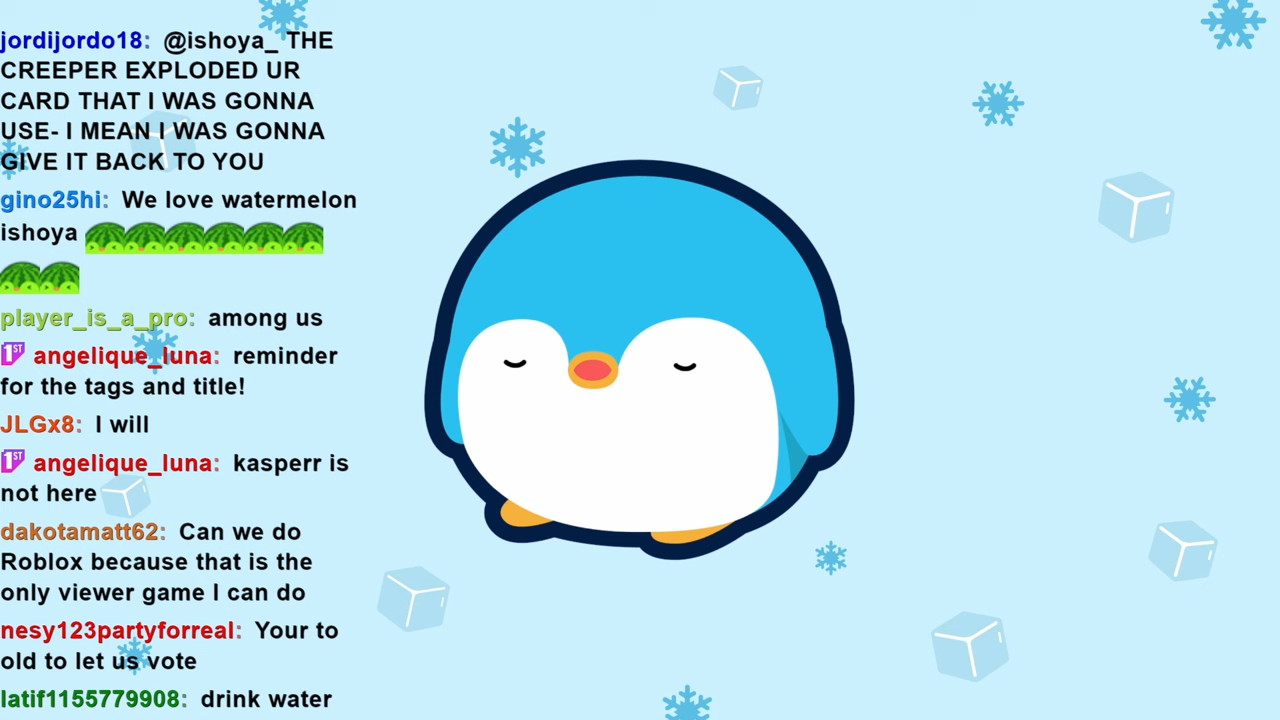 jordijordo18: @ishoya_ THE
CREEPER EXPLODED UR
CARD THAT I WAS GONNA
USE- I MEAN I WAS GONNA
GIVE IT BACK TO YOU
gino25hi: We love watermelon
ishoya
player_is_a_pro: among us
1ST angelique_luna: reminder
for the tags and title!
JLGx8: I will
1ST angelique_luna: kasperr is
not here
dakotamatt62: Can we do
Roblox because that is the
only viewer game I can do
nesy123partyforreal: Your to
old to let us vote
latif1155779908: drink water